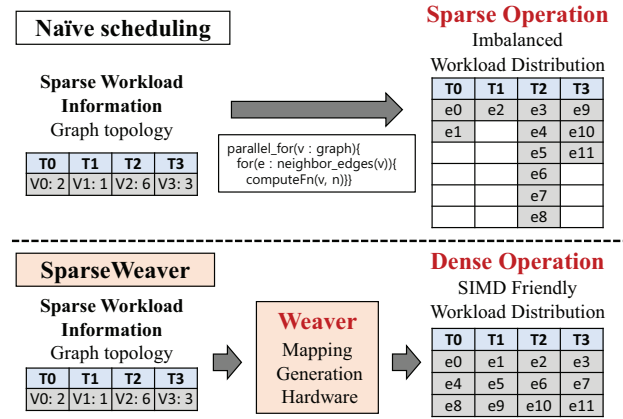 Naïve scheduling
Sparse Workload
Information
Graph topology
T0 T1 T2 T3
V0: 2 V1: 1 V2: 6 V3: 3
parallel_for(v : graph){
for(e : neighbor_edges(v)){
computeFn(v, n)}}
Sparse Operation
Imbalanced
Workload Distribution
T0 T1 T2 T3
e0 e2 e3 e9
e1 e4 e10
e5 e11
e6
e7
e8
SparseWeaver
Sparse Workload
Information
Graph topology
T0 T1 T2 T3
V0: 2 V1: 1 V2: 6 V3: 3
Weaver
Mapping
Generation
Hardware
Dense Operation
SIMD Friendly
Workload Distribution
T0 T1 T2 T3
e0 e1 e2 e3
e4 e5 e6 e7
e8 e9 e10 e11